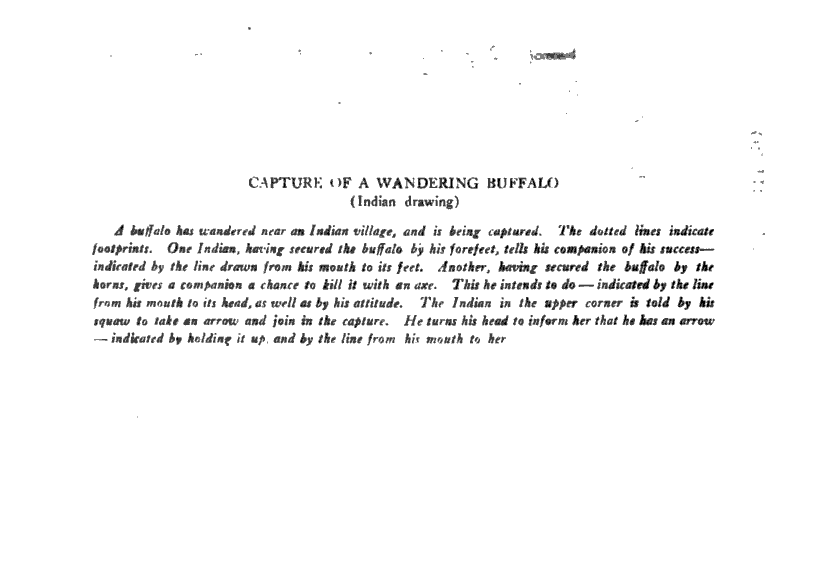 CAPTURE OF A WANDERING BUFFALO
(Indian drawing)
A buffalo has wandered near an Indian village, and is being captured. The dotted lines indicate
footprints. One Indian, having secured the buffalo by his forefeet, tells his companion of his success—
indicated by the line drawn from his mouth to its feet. Another, having secured the buffalo by the
horns, gives a companion a chance to kill it with an axe. This he intends to do — indicated by the line
from his mouth to its head, as well as by his attitude. The Indian in the upper corner is told by his
squaw to take an arrow and join in the capture. He turns his head to inform her that he has an arrow
— indicated by holding it up, and by the line from his mouth to her